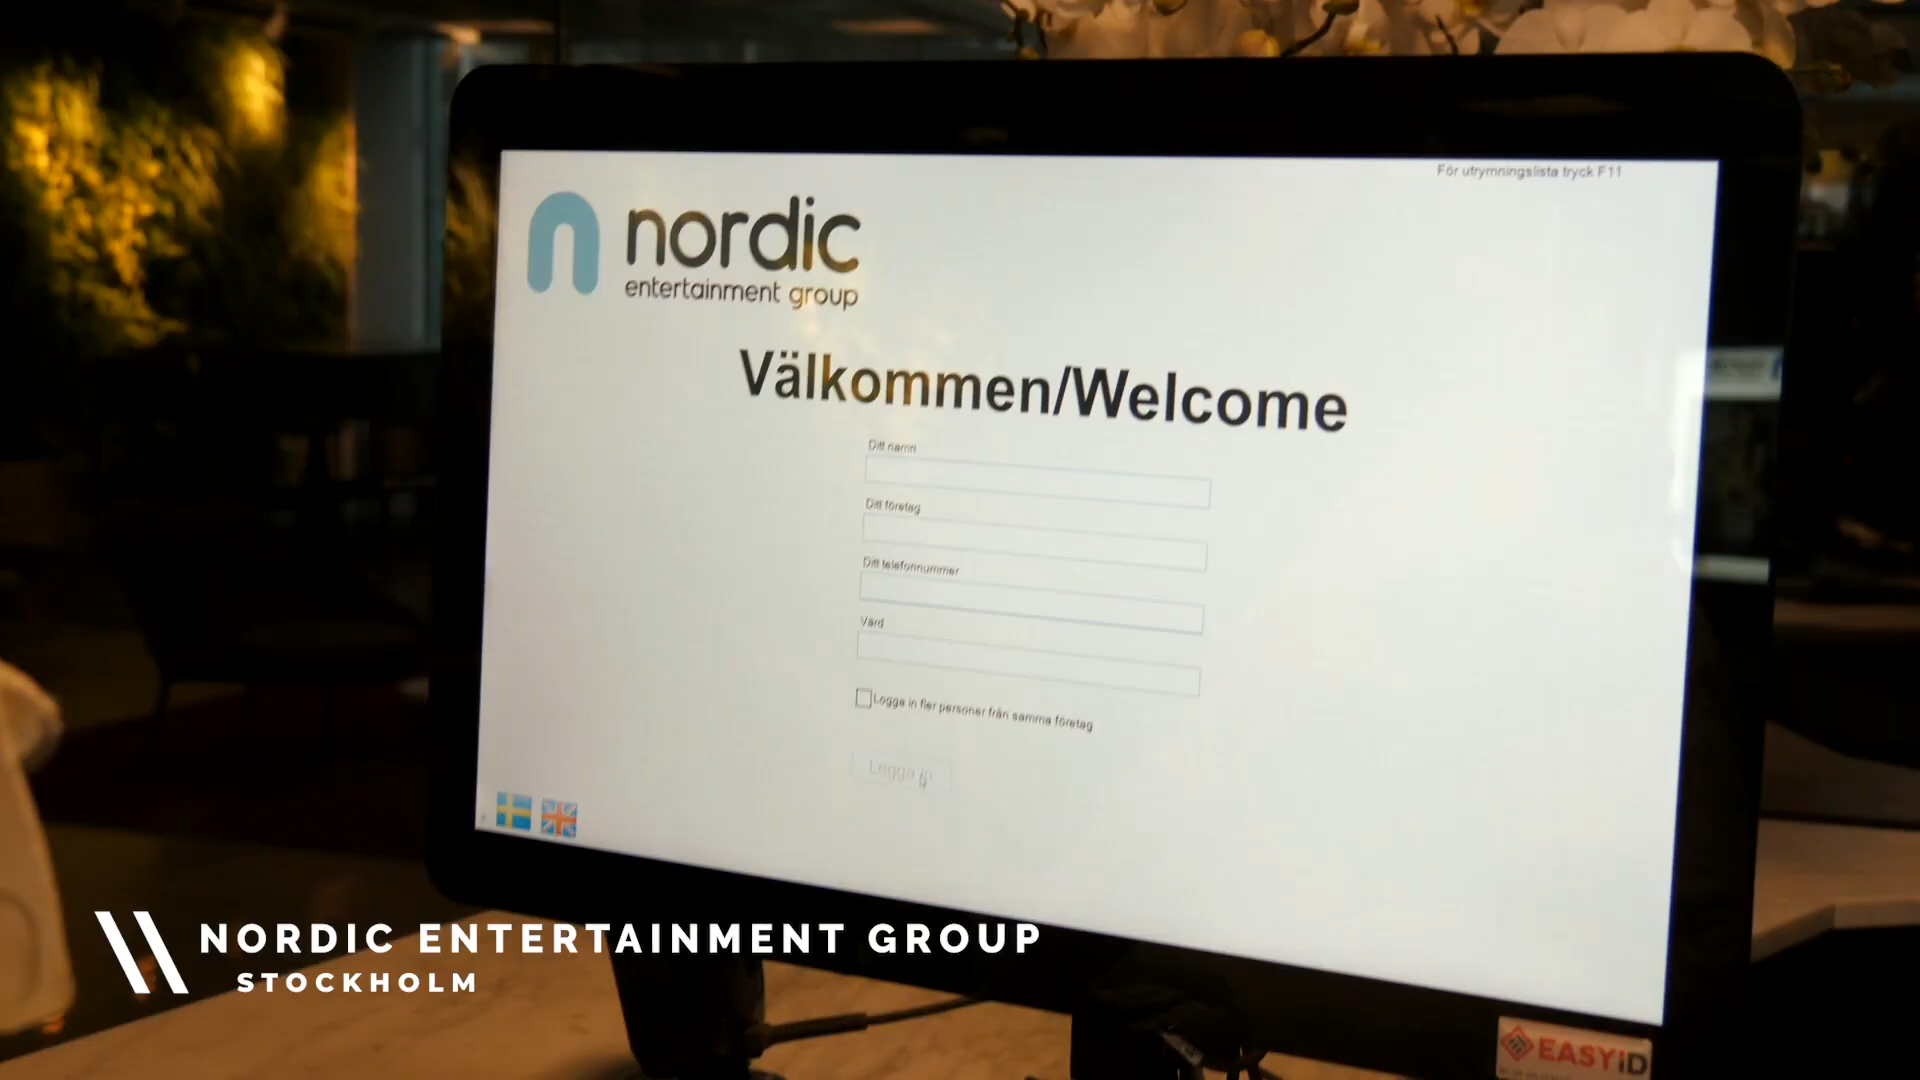 För utrymningslista tryck F11
nordic
entertainment group
Välkommen/Welcome
Ditt namn
Ditt företag
Ditt telefonnummer
Värd
Logga in fler personer från samma företag
Logga in
NORDIC ENTERTAINMENT GROUP
STOCKHOLM
EASYiD